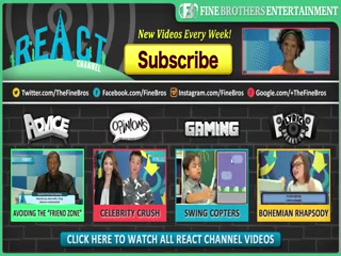 FB FINE BROTHERS ENTERTAINMENT
REACT
CHANNEL
New Videos Every Week!
Subscribe
Twitter.com/TheFineBros
Facebook.com/FineBros
Instagram.com/FineBros
Google.com/+TheFineBros
ADVICE
OPINIONS
GAMING
LYRIC
AVOIDING THE "FRIEND ZONE"
CELEBRITY CRUSH
SWING COPTERS
BOHEMIAN RHAPSODY
CLICK HERE TO WATCH ALL REACT CHANNEL VIDEOS